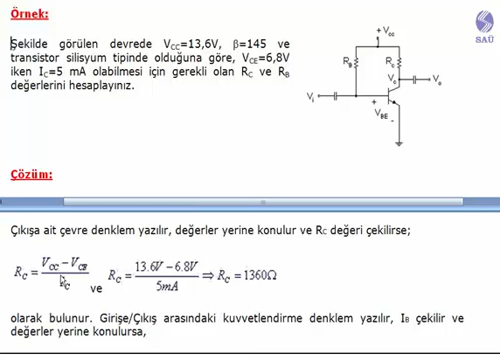 Örnek:
Şekilde görülen devrede VCC=13,6V, β=145 ve
transistor silisyum tipinde olduğuna göre, VCE=6,8V
iken IC=5 mA olabilmesi için gerekli olan RC ve RB
değerlerini hesaplayınız.
+Vcc
RB
Rc
Vc
Vo
Vi
+
VBE
-
SAÜ
Çözüm:
Çıkışa ait çevre denklem yazılır, değerler yerine konulur ve RC değeri çekilirse;
RC = VCC − VCE / IC ve RC = 13.6V − 6.8V / 5mA ⇒ RC = 1360Ω
olarak bulunur. Girişe/Çıkış arasındaki kuvvetlendirme denklem yazılır, IB çekilir ve
değerler yerine konulursa,